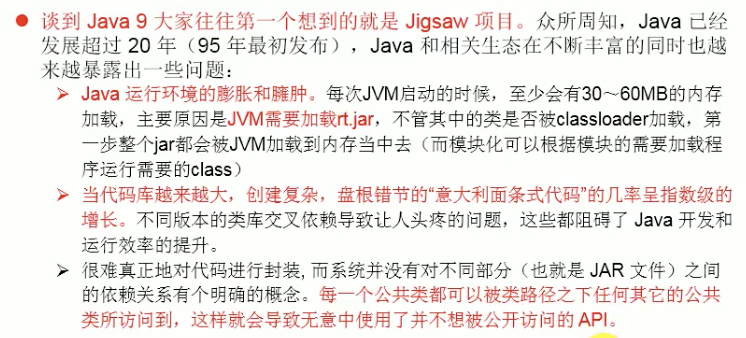 ● 谈到 Java 9 大家往往第一个想到的就是 Jigsaw 项目。众所周知，Java 已经
发展超过 20 年（95 年最初发布），Java 和相关生态在不断丰富的同时也越
来越暴露出一些问题：
➢ Java 运行环境的膨胀和臃肿。每次JVM启动的时候，至少会有30～60MB的内存
加载，主要原因是JVM需要加载rt.jar，不管其中的类是否被classloader加载，第
一步整个jar都会被JVM加载到内存当中去（而模块化可以根据模块的需要加载程
序运行需要的class）
➢ 当代码库越来越大，创建复杂，盘根错节的“意大利面条式代码”的几率呈指数级的
增长。不同版本的类库交叉依赖导致让人头疼的问题，这些都阻碍了 Java 开发和
运行效率的提升。
➢ 很难真正地对代码进行封装, 而系统并没有对不同部分（也就是 JAR 文件）之间
的依赖关系有个明确的概念。每一个公共类都可以被类路径之下任何其它的公共
类所访问到，这样就会导致无意中使用了并不想被公开访问的 API。